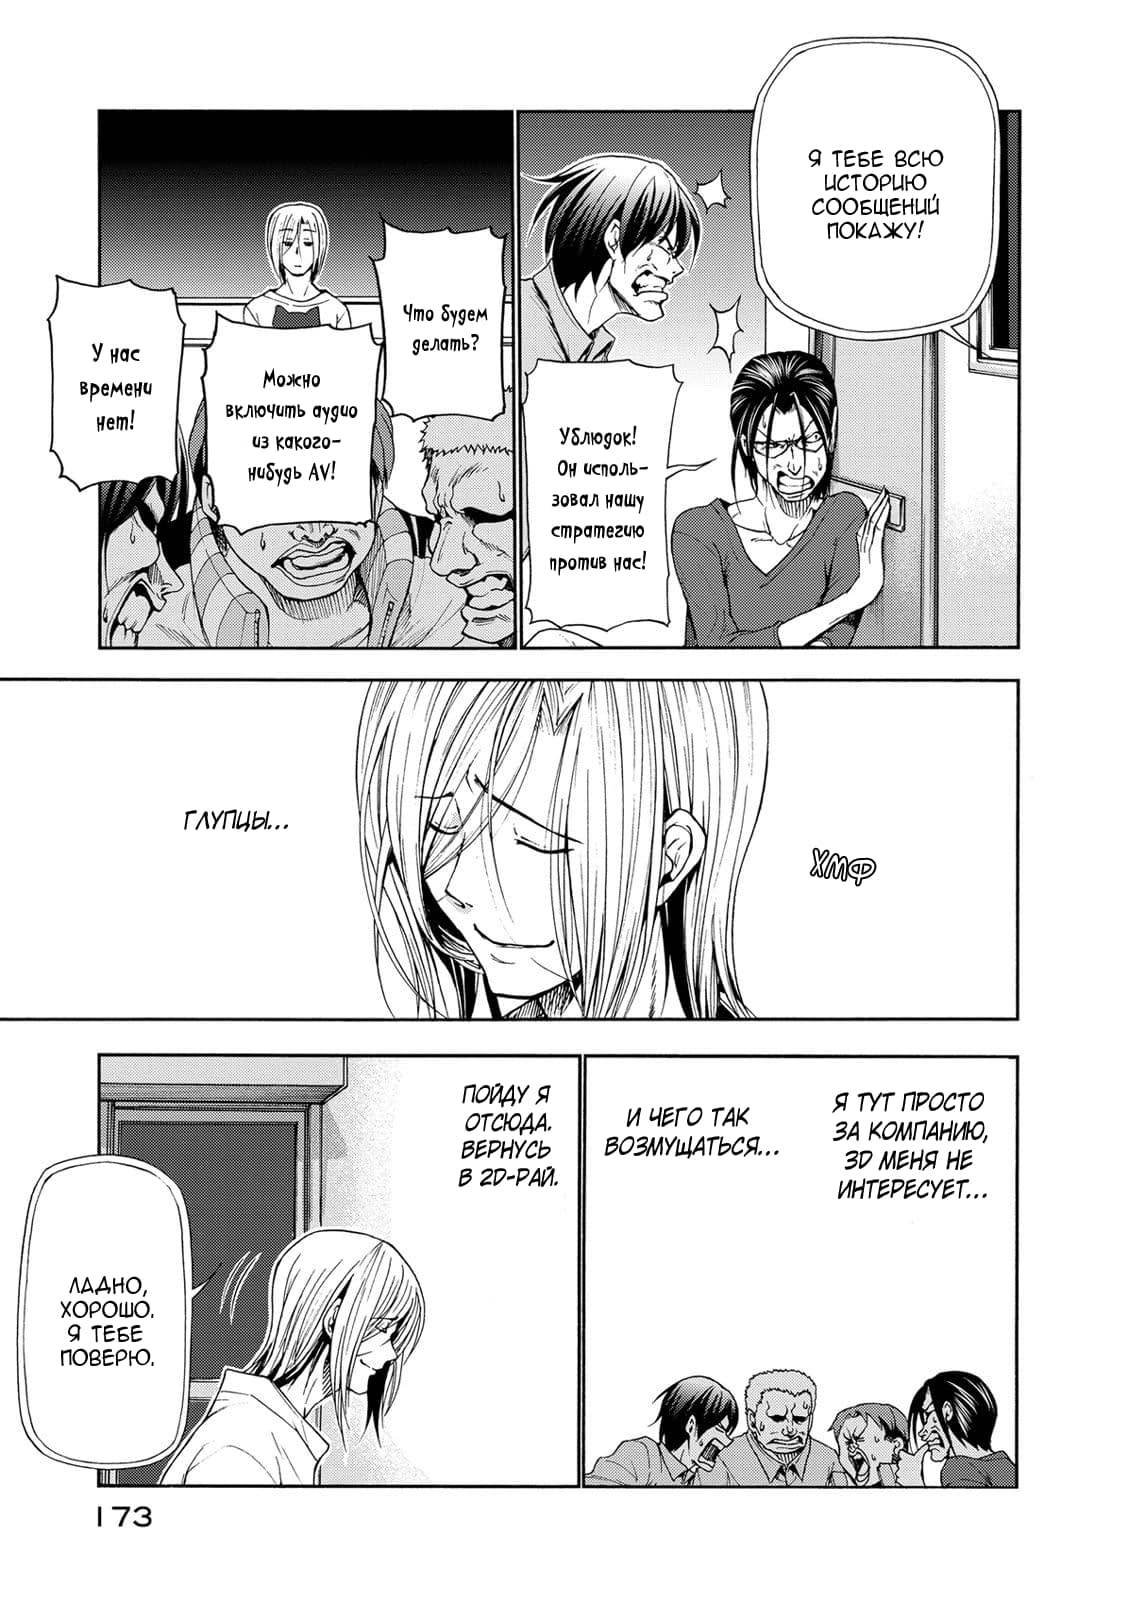 Я ТЕБЕ ВСЮ
ИСТОРИЮ
СООБЩЕНИЙ
ПОКАЖУ!
Ублюдок!
Он исполь-
зовал нашу
стратегию
против нас!
Что будем
делать?
Можно
включить аудио
из какого-
нибудь AV!
У нас
времени
нет!
ХМФ
ГЛУПЦЫ...
Я ТУТ ПРОСТО
ЗА КОМПАНИЮ,
3D МЕНЯ НЕ
ИНТЕРЕСУЕТ...
И ЧЕГО ТАК
ВОЗМУЩАТЬСЯ...
ПОЙДУ Я
ОТСЮДА.
ВЕРНУСЬ
В 2D-РАЙ.
ЛАДНО,
ХОРОШО.
Я ТЕБЕ
ПОВЕРЮ.
173